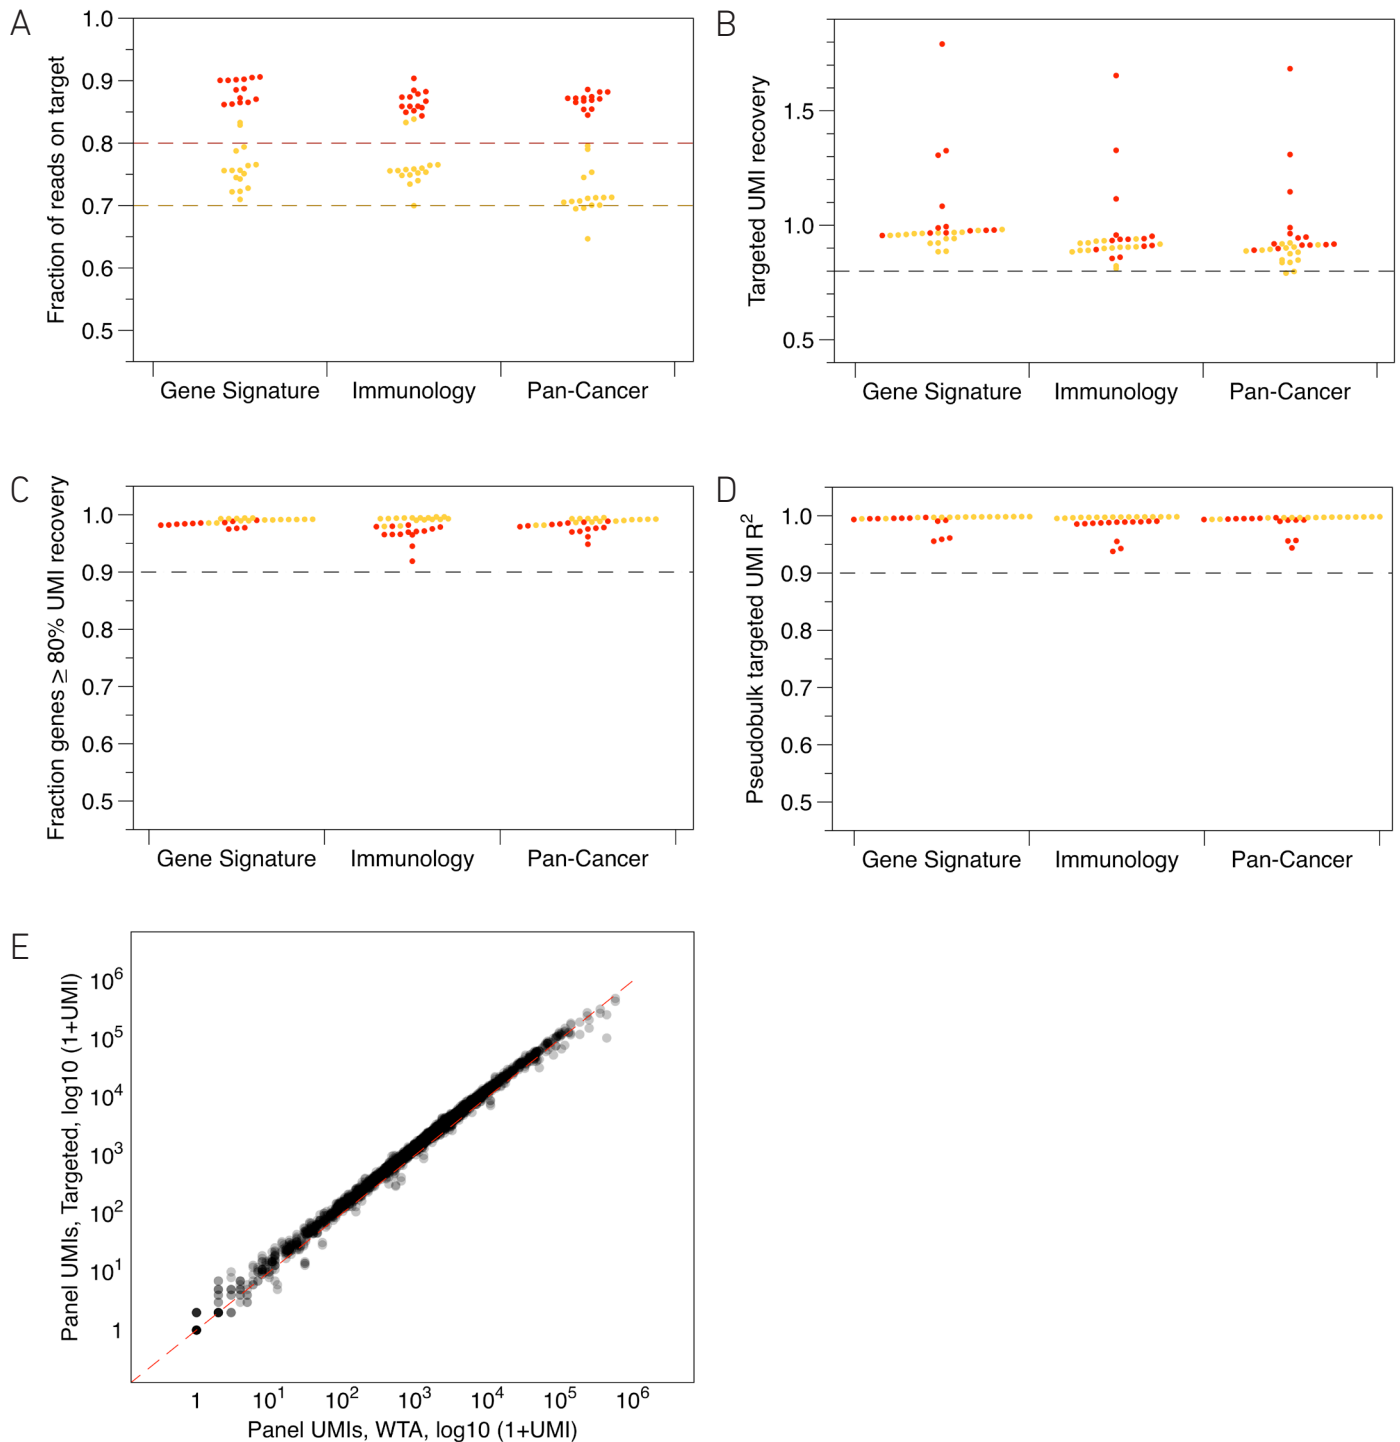 A
Fraction of reads on target
1.0
0.9
0.8
0.7
0.6
0.5
Gene Signature
Immunology
Pan-Cancer
B
Targeted UMI recovery
1.5
1.0
0.5
Gene Signature
Immunology
Pan-Cancer
C
Fraction genes ≥ 80% UMI recovery
1.0
0.9
0.8
0.7
0.6
0.5
Gene Signature
Immunology
Pan-Cancer
D
Pseudobulk targeted UMI R²
1.0
0.9
0.8
0.7
0.6
0.5
Gene Signature
Immunology
Pan-Cancer
E
Panel UMIs, Targeted, log10 (1+UMI)
10⁶
10⁵
10⁴
10³
10²
10¹
1
1 10¹ 10² 10³ 10⁴ 10⁵ 10⁶
Panel UMIs, WTA, log10 (1+UMI)